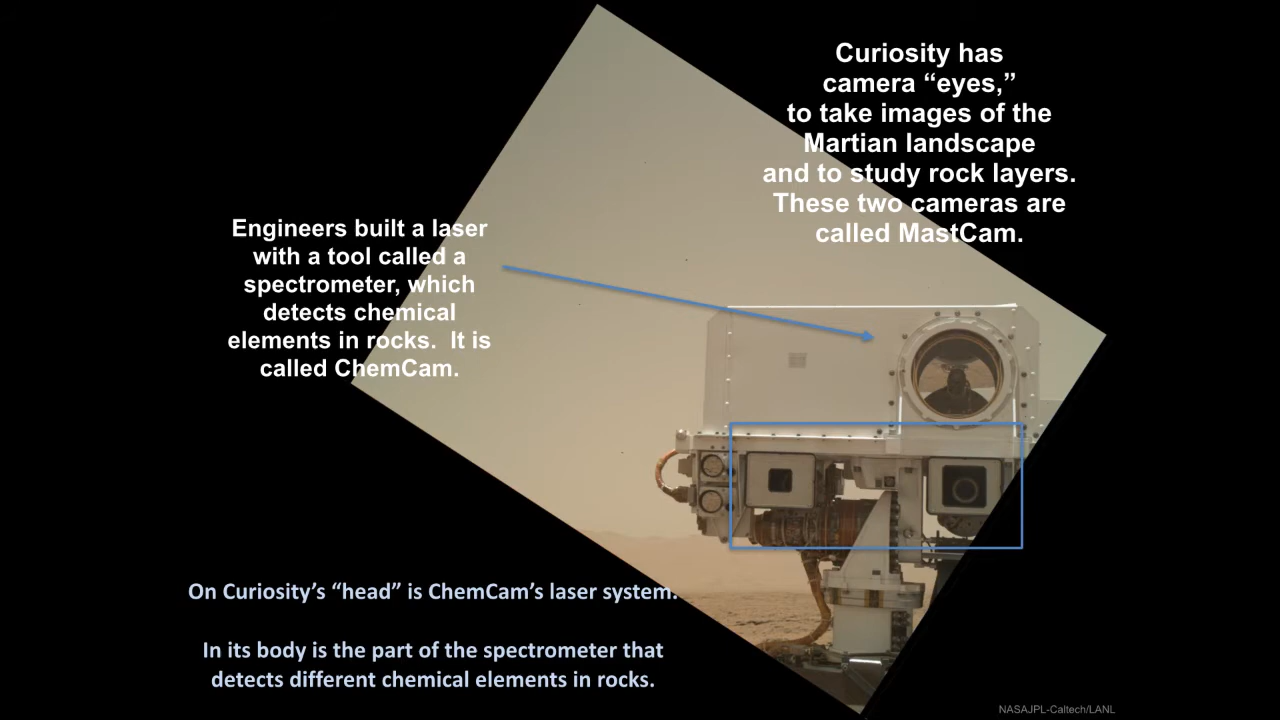 Curiosity has
camera “eyes,”
to take images of the
Martian landscape
and to study rock layers.
These two cameras are
called MastCam.
Engineers built a laser
with a tool called a
spectrometer, which
detects chemical
elements in rocks.  It is
called ChemCam.
On Curiosity’s “head” is ChemCam’s laser system.
In its body is the part of the spectrometer that
detects different chemical elements in rocks.
NASAJPL-Caltech/LANL